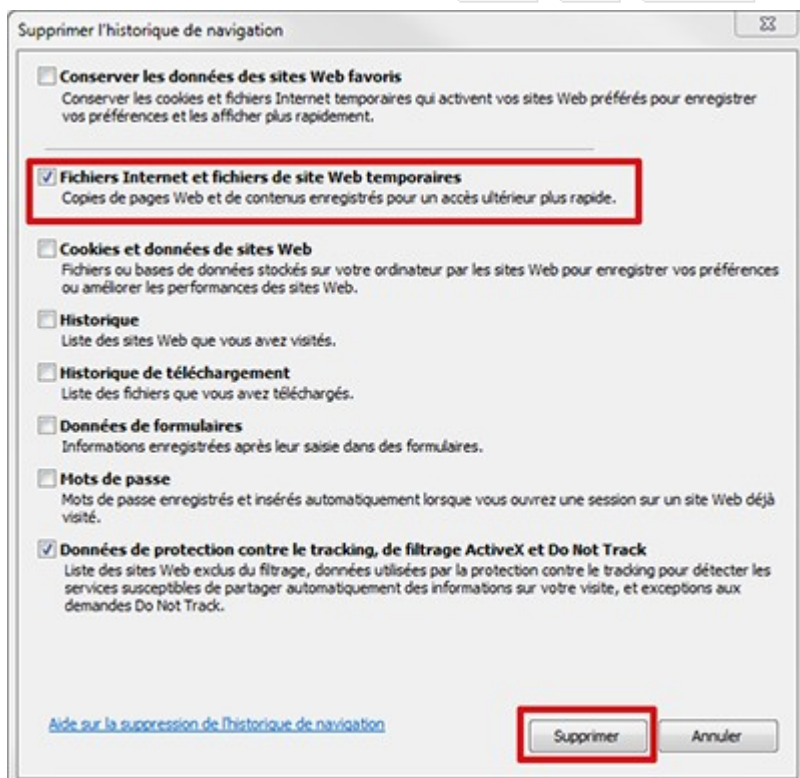 Supprimer l'historique de navigation
Conserver les données des sites Web favoris
Conserver les cookies et fichiers Internet temporaires qui activent vos sites Web préférés pour enregistrer
vos préférences et les afficher plus rapidement.
Fichiers Internet et fichiers de site Web temporaires
Copies de pages Web et de contenus enregistrés pour un accès ultérieur plus rapide.
Cookies et données de sites Web
Fichiers ou bases de données stockés sur votre ordinateur par les sites Web pour enregistrer vos préférences
ou améliorer les performances des sites Web.
Historique
Liste des sites Web que vous avez visités.
Historique de téléchargement
Liste des fichiers que vous avez téléchargés.
Données de formulaires
Informations enregistrées après leur saisie dans des formulaires.
Mots de passe
Mots de passe enregistrés et insérés automatiquement lorsque vous ouvrez une session sur un site Web déjà
visité.
Données de protection contre le tracking, de filtrage ActiveX et Do Not Track
Liste des sites Web exclus du filtrage, données utilisées par la protection contre le tracking pour détecter les
services susceptibles de partager automatiquement des informations sur votre visite, et exceptions aux
demandes Do Not Track.
Aide sur la suppression de l'historique de navigation
Supprimer
Annuler